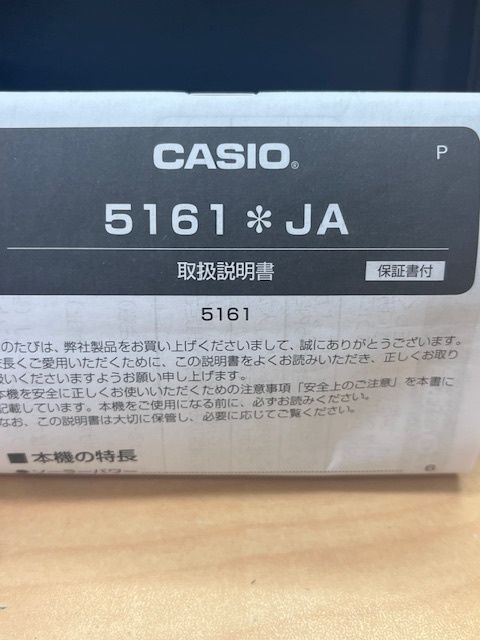 CASIO®
P
5161＊JA
取扱説明書
保証書付
5161
のたびは、弊社製品をお買い上げくださいまして、誠にありがとうございます。
長くご愛用いただくために、この説明書をよくお読みいただき、正しくお取り
いくださいますようお願い申し上げます。
機を安全に正しくお使いいただくための注意事項「安全上のご注意」を本書に
記載しています。本機をご使用になる前に、必ずお読みください。
なお、この説明書は大切に保管し、必要に応じてご覧ください。
■ 本機の特長
●ソーラーパワー 6